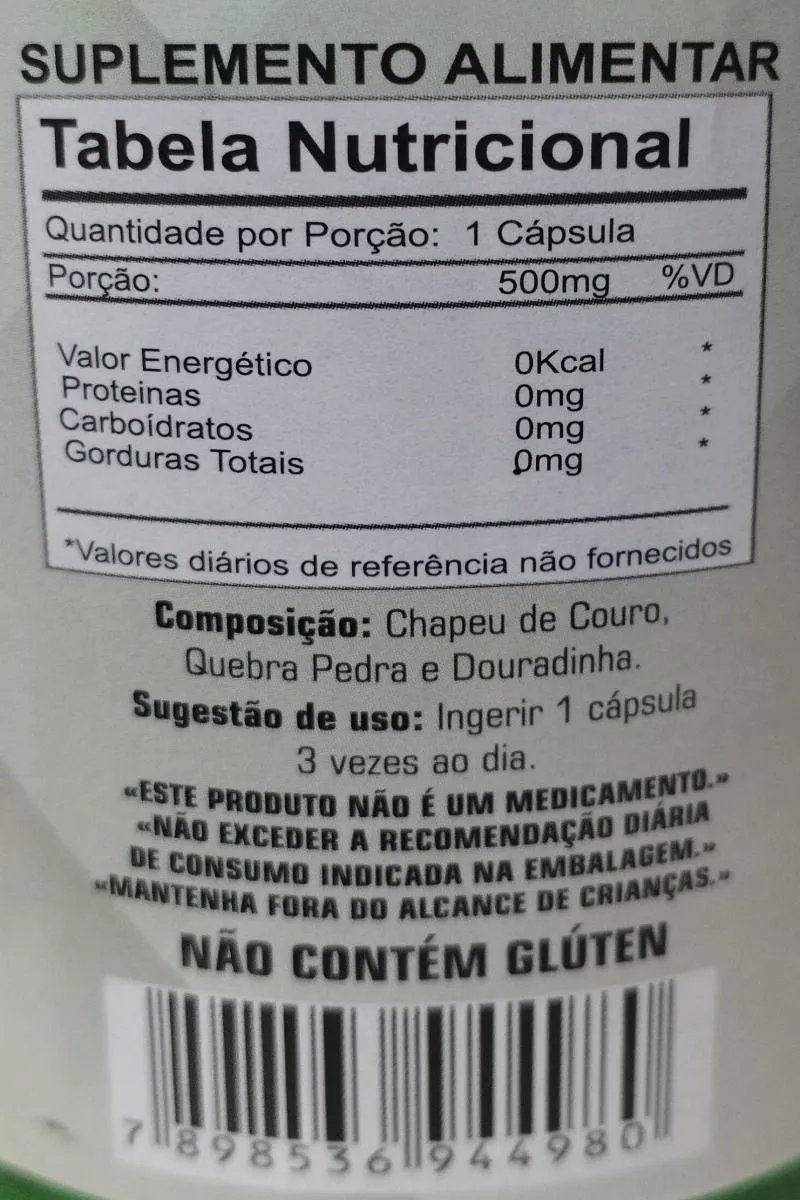 SUPLEMENTO ALIMENTAR
Tabela Nutricional
Quantidade por Porção: 1 Cápsula
Porção: 500mg %VD
Valor Energético 0Kcal *
Proteinas 0mg *
Carboídratos 0mg *
Gorduras Totais 0mg *
*Valores diários de referência não fornecidos
Composição: Chapeu de Couro,
Quebra Pedra e Douradinha.
Sugestão de uso: Ingerir 1 cápsula
3 vezes ao dia.
«ESTE PRODUTO NÃO É UM MEDICAMENTO.»
«NÃO EXCEDER A RECOMENDAÇÃO DIÁRIA
DE CONSUMO INDICADA NA EMBALAGEM.»
«MANTENHA FORA DO ALCANCE DE CRIANÇAS.»
NÃO CONTÉM GLÚTEN
7 898536 944980